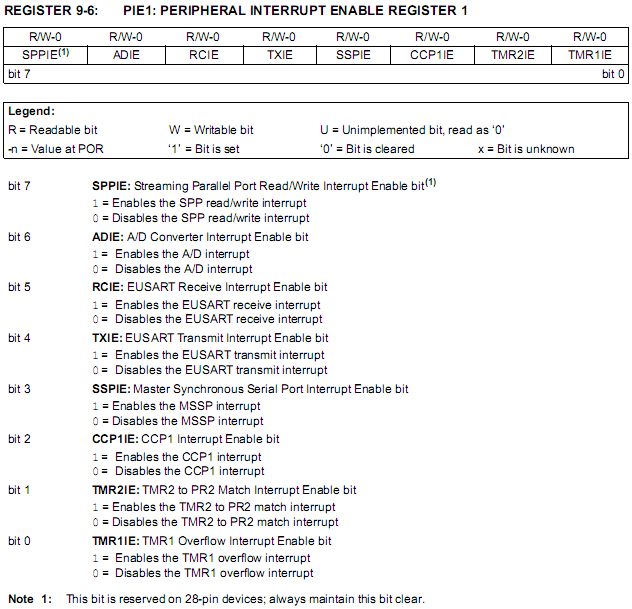 REGISTER 9-6: PIE1: PERIPHERAL INTERRUPT ENABLE REGISTER 1
R/W-0 R/W-0 R/W-0 R/W-0 R/W-0 R/W-0 R/W-0 R/W-0
SPPIE(1) ADIE RCIE TXIE SSPIE CCP1IE TMR2IE TMR1IE
bit 7 bit 0
Legend:
R = Readable bit W = Writable bit U = Unimplemented bit, read as ‘0’
-n = Value at POR ‘1’ = Bit is set ‘0’ = Bit is cleared x = Bit is unknown
bit 7 SPPIE: Streaming Parallel Port Read/Write Interrupt Enable bit(1)
1 = Enables the SPP read/write interrupt
0 = Disables the SPP read/write interrupt
bit 6 ADIE: A/D Converter Interrupt Enable bit
1 = Enables the A/D interrupt
0 = Disables the A/D interrupt
bit 5 RCIE: EUSART Receive Interrupt Enable bit
1 = Enables the EUSART receive interrupt
0 = Disables the EUSART receive interrupt
bit 4 TXIE: EUSART Transmit Interrupt Enable bit
1 = Enables the EUSART transmit interrupt
0 = Disables the EUSART transmit interrupt
bit 3 SSPIE: Master Synchronous Serial Port Interrupt Enable bit
1 = Enables the MSSP interrupt
0 = Disables the MSSP interrupt
bit 2 CCP1IE: CCP1 Interrupt Enable bit
1 = Enables the CCP1 interrupt
0 = Disables the CCP1 interrupt
bit 1 TMR2IE: TMR2 to PR2 Match Interrupt Enable bit
1 = Enables the TMR2 to PR2 match interrupt
0 = Disables the TMR2 to PR2 match interrupt
bit 0 TMR1IE: TMR1 Overflow Interrupt Enable bit
1 = Enables the TMR1 overflow interrupt
0 = Disables the TMR1 overflow interrupt
Note 1: This bit is reserved on 28-pin devices; always maintain this bit clear.